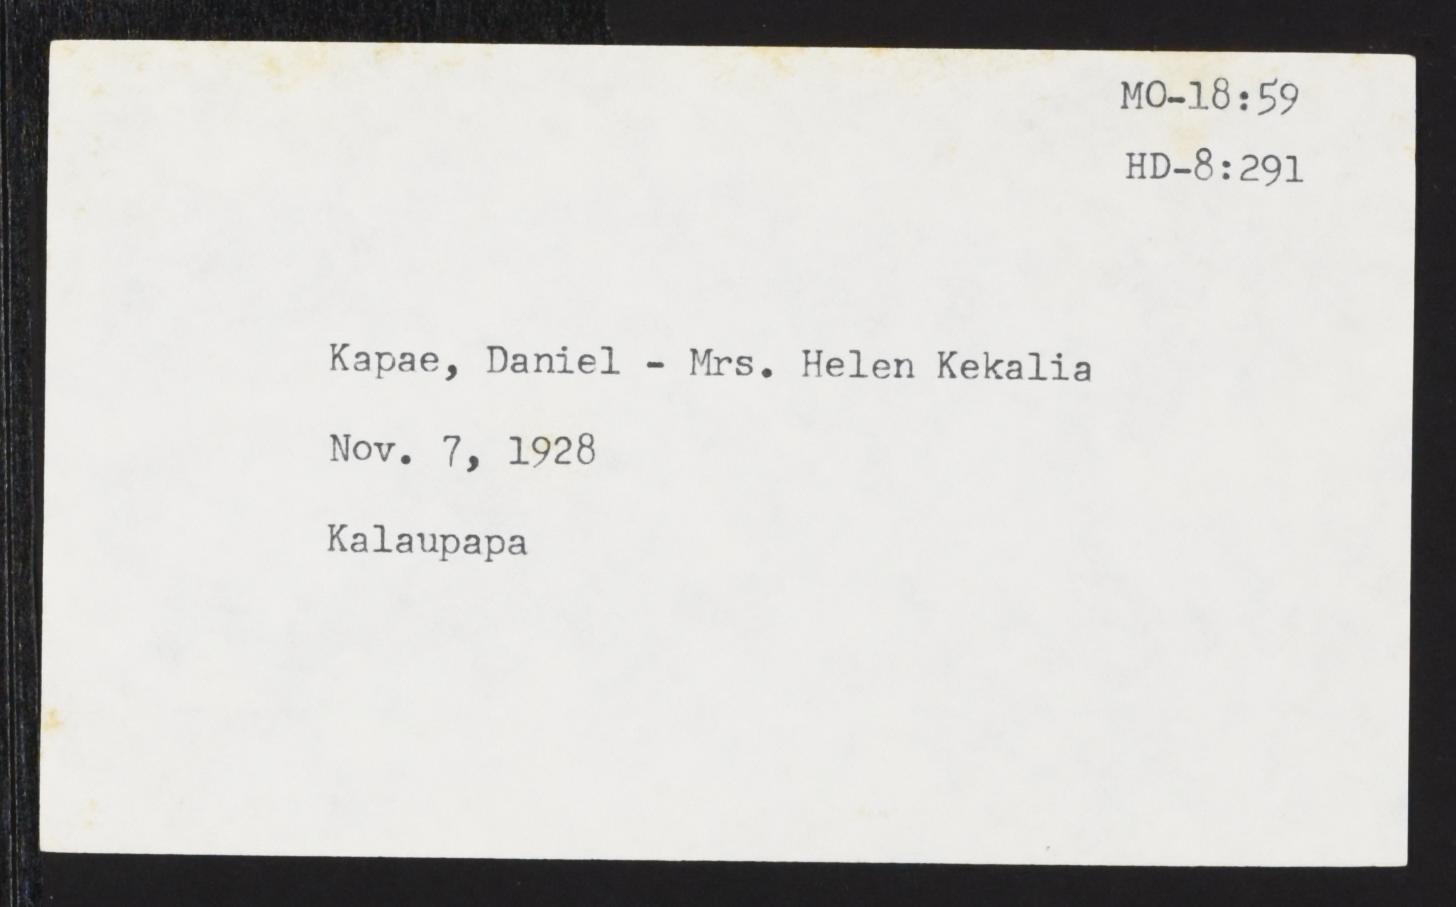 MO-18:59
HD-8:291
Kapae, Daniel - Mrs. Helen Kekalia
Nov. 7, 1928
Kalaupapa